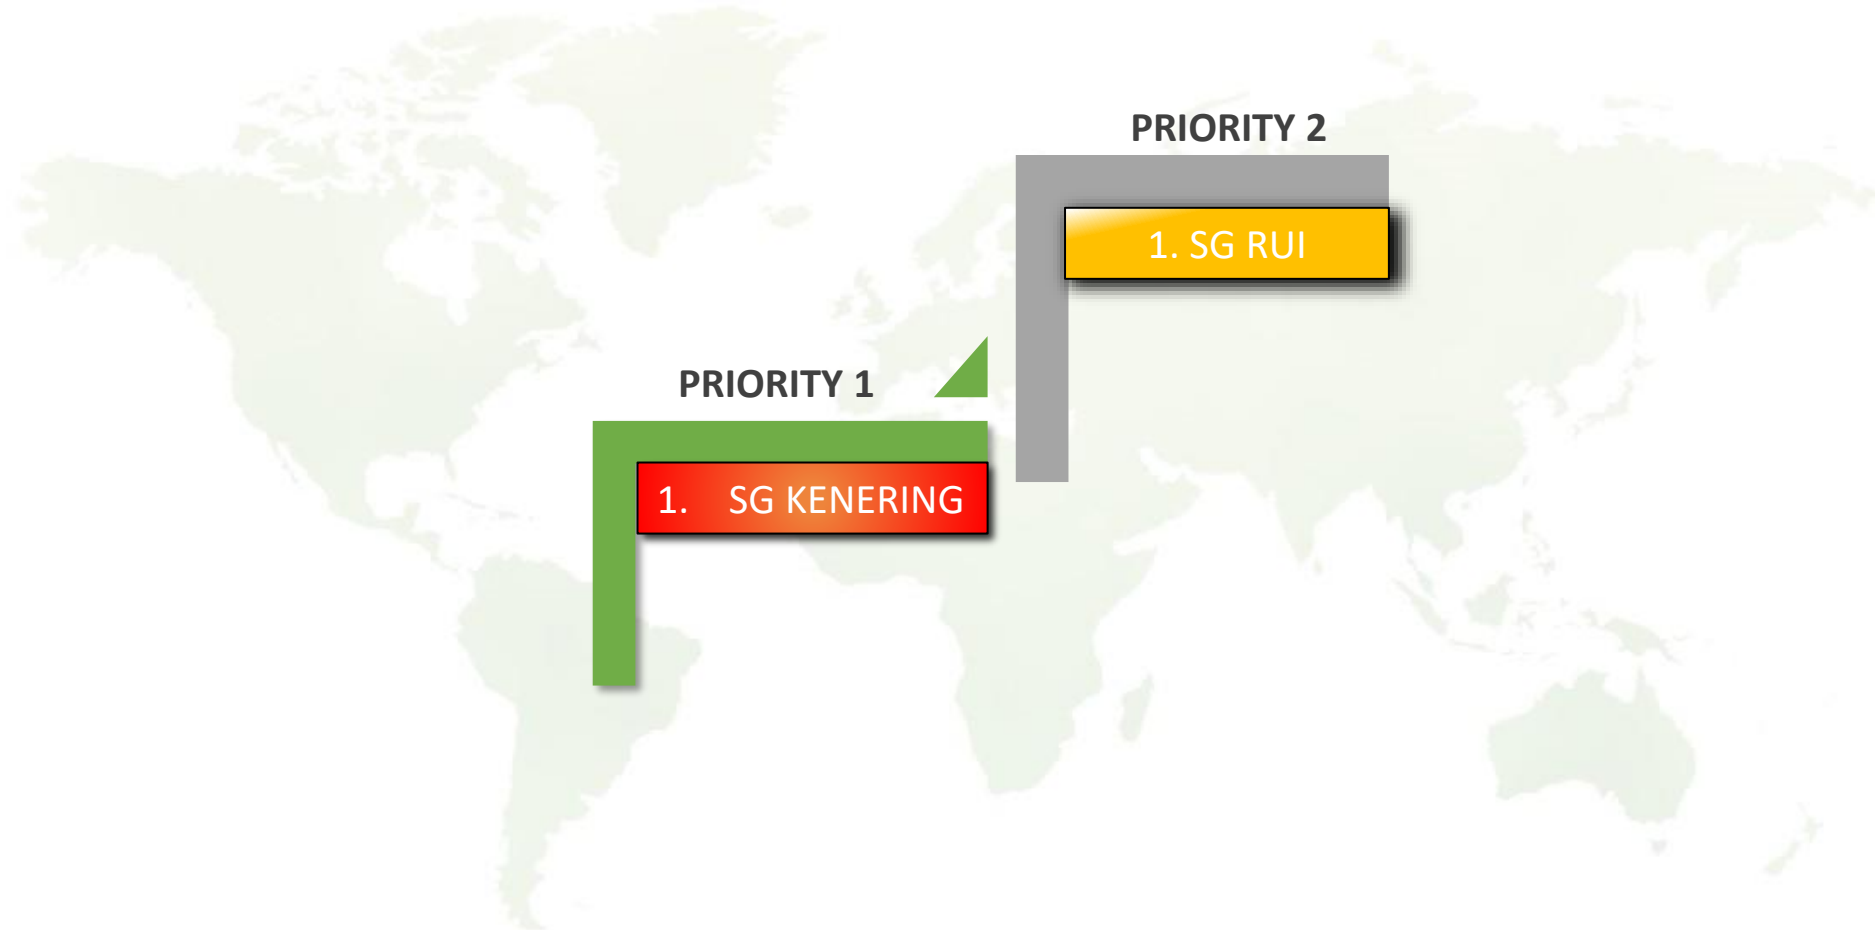 PRIORITY 2
1. SG RUI
PRIORITY 1
1. SG KENERING